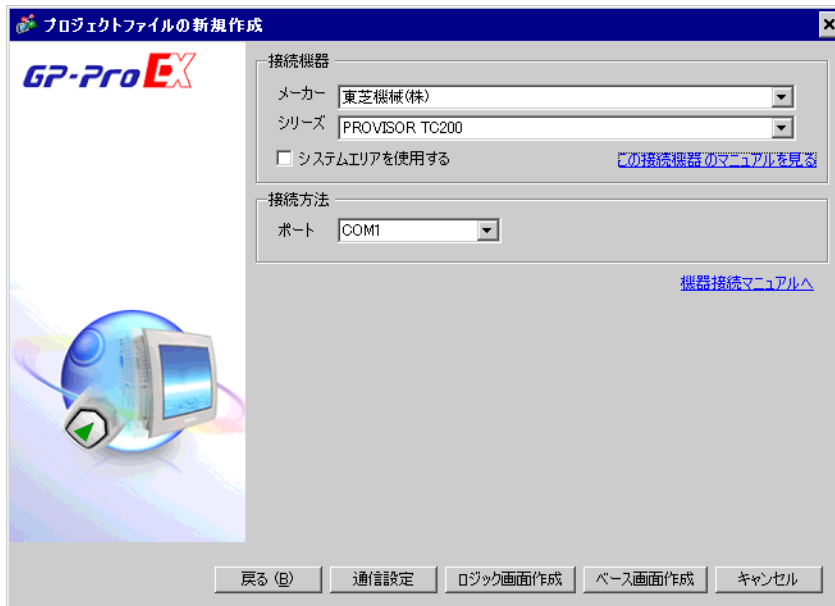 プロジェクトファイルの新規作成
GP-Pro EX
接続機器
メーカー 東芝機械(株)
シリーズ PROVISOR TC200
システムエリアを使用する この接続機器のマニュアルを見る
接続方法
ポート COM1
機器接続マニュアルへ
戻る (B) 通信設定 ロジック画面作成 ベース画面作成 キャンセル